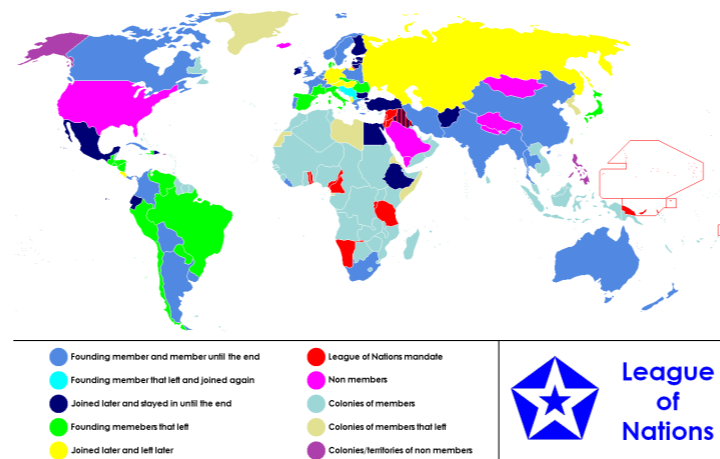 Founding member and member until the end
Founding member that left and joined again
Joined later and stayed in until the end
Founding memebers that left
Joined later and left later
League of Nations mandate
Non members
Colonies of members
Colonies of members that left
Colonies/territories of non members
League
of
Nations